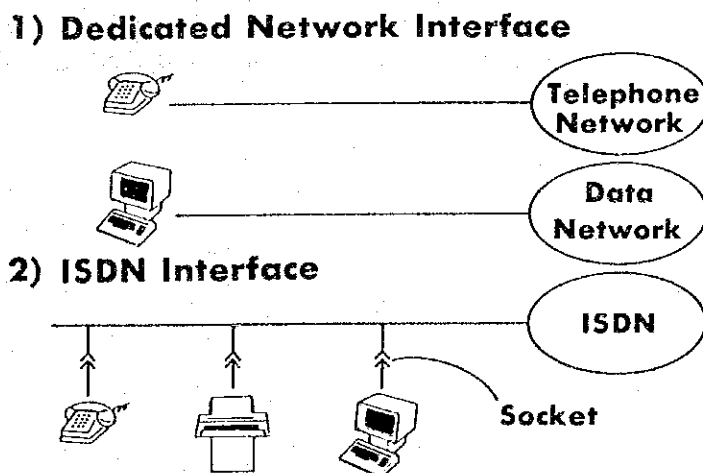 1) Dedicated Network Interface
Telephone
Network
Data
Network
2) ISDN Interface
ISDN
Socket